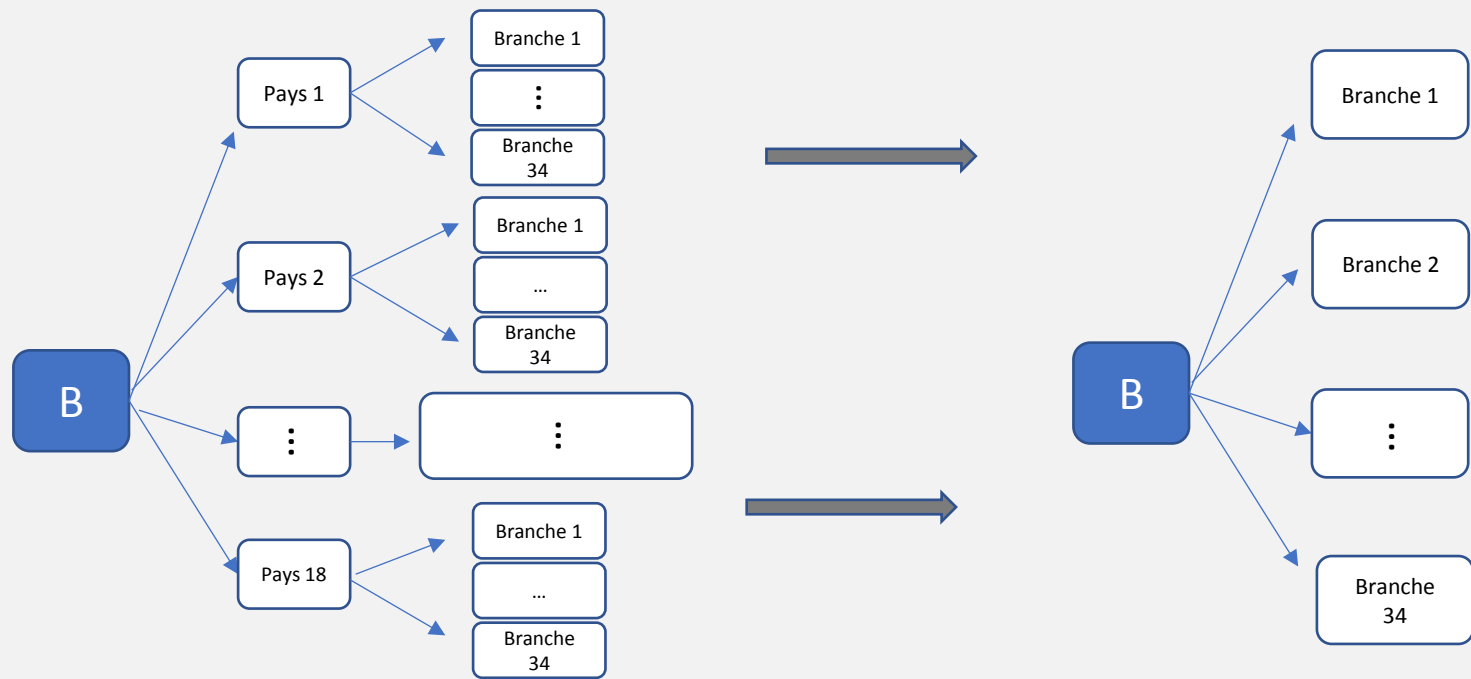 B
Pays 1
Branche 1
⋮
Branche
34
Pays 2
Branche 1
...
Branche
34
⋮
⋮
Pays 18
Branche 1
...
Branche
34
B
Branche 1
Branche 2
⋮
Branche
34